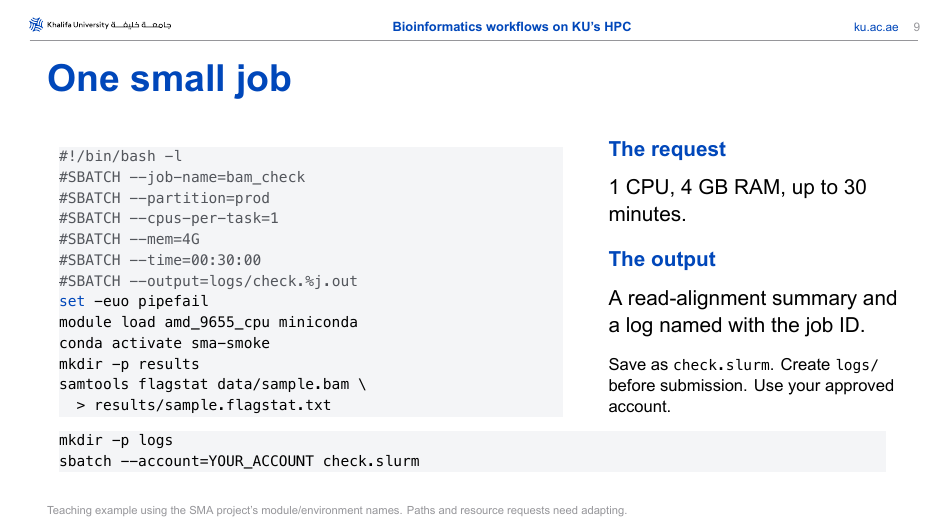 Khalifa University جامعة خليفة
Bioinformatics workflows on KU's HPC
ku.ac.ae 9
One small job
#!/bin/bash -l
#SBATCH --job-name=bam_check
#SBATCH --partition=prod
#SBATCH --cpus-per-task=1
#SBATCH --mem=4G
#SBATCH --time=00:30:00
#SBATCH --output=logs/check.%j.out
set -euo pipefail
module load amd_9655_cpu miniconda
conda activate sma-smoke
mkdir -p results
samtools flagstat data/sample.bam \
  > results/sample.flagstat.txt
The request
1 CPU, 4 GB RAM, up to 30
minutes.
The output
A read-alignment summary and
a log named with the job ID.
Save as check.slurm. Create logs/
before submission. Use your approved
account.
mkdir -p logs
sbatch --account=YOUR_ACCOUNT check.slurm
Teaching example using the SMA project's module/environment names. Paths and resource requests need adapting.